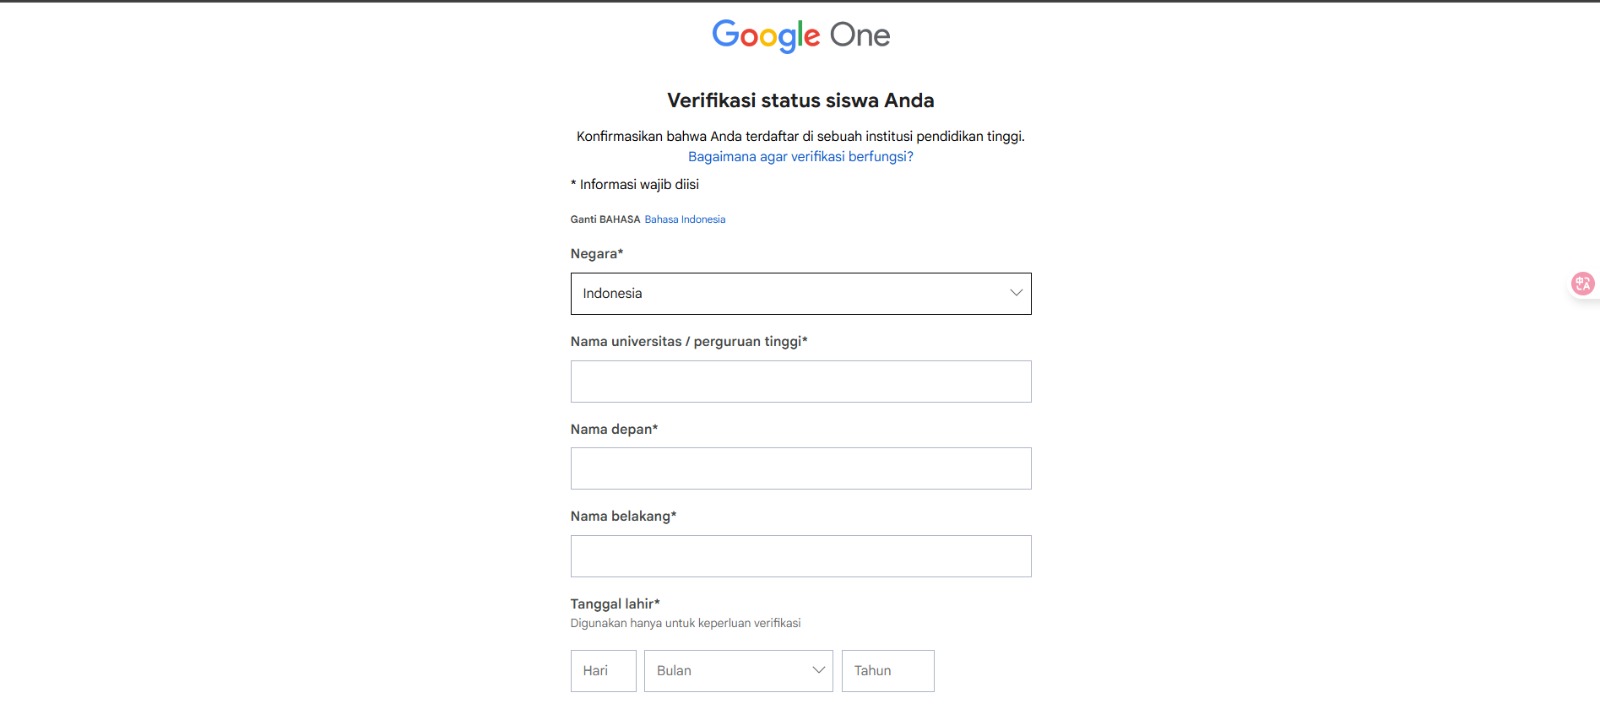 Google One
Verifikasi status siswa Anda
Konfirmasikan bahwa Anda terdaftar di sebuah institusi pendidikan tinggi.
Bagaimana agar verifikasi berfungsi?
* Informasi wajib diisi
Ganti BAHASA Bahasa Indonesia
Negara*
Indonesia
Nama universitas / perguruan tinggi*
Nama depan*
Nama belakang*
Tanggal lahir*
Digunakan hanya untuk keperluan verifikasi
Hari Bulan Tahun